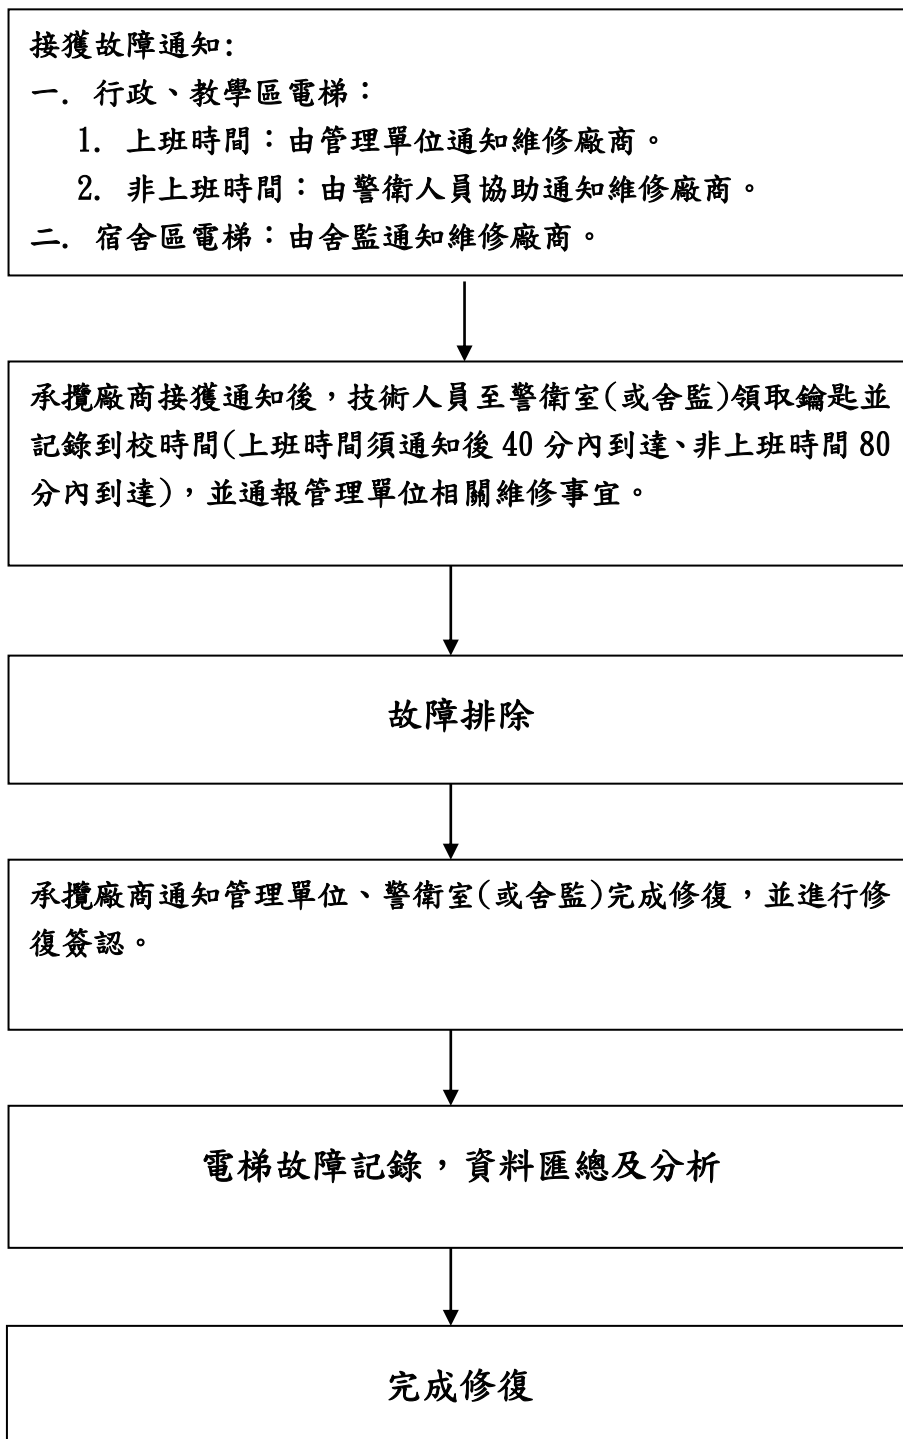 接獲故障通知:
一. 行政、教學區電梯：
1. 上班時間：由管理單位通知維修廠商。
2. 非上班時間：由警衛人員協助通知維修廠商。
二. 宿舍區電梯：由舍監通知維修廠商。
承攬廠商接獲通知後，技術人員至警衛室(或舍監)領取鑰匙並
記錄到校時間(上班時間須通知後 40 分內到達、非上班時間 80
分內到達)，並通報管理單位相關維修事宜。
故障排除
承攬廠商通知管理單位、警衛室(或舍監)完成修復，並進行修
復簽認。
電梯故障記錄，資料匯總及分析
完成修復